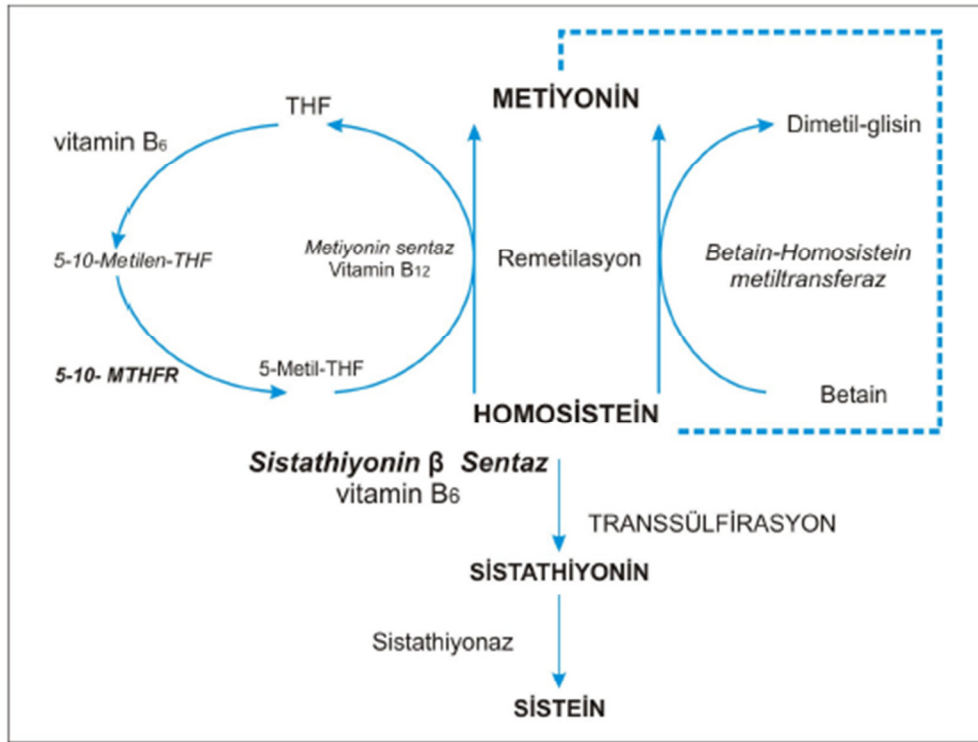 METİYONİN
THF
Dimetil-glisin
vitamin B6
Metiyonin sentaz
Vitamin B12
Remetilasyon
5-10-Metilen-THF
Betain-Homosistein
metiltransferaz
5-10- MTHFR
5-Metil-THF
Betain
HOMOSİSTEİN
Sistathiyonin β Sentaz
vitamin B6
TRANSSÜLFİRASYON
SİSTATHİYONİN
Sistathiyonaz
SİSTEİN